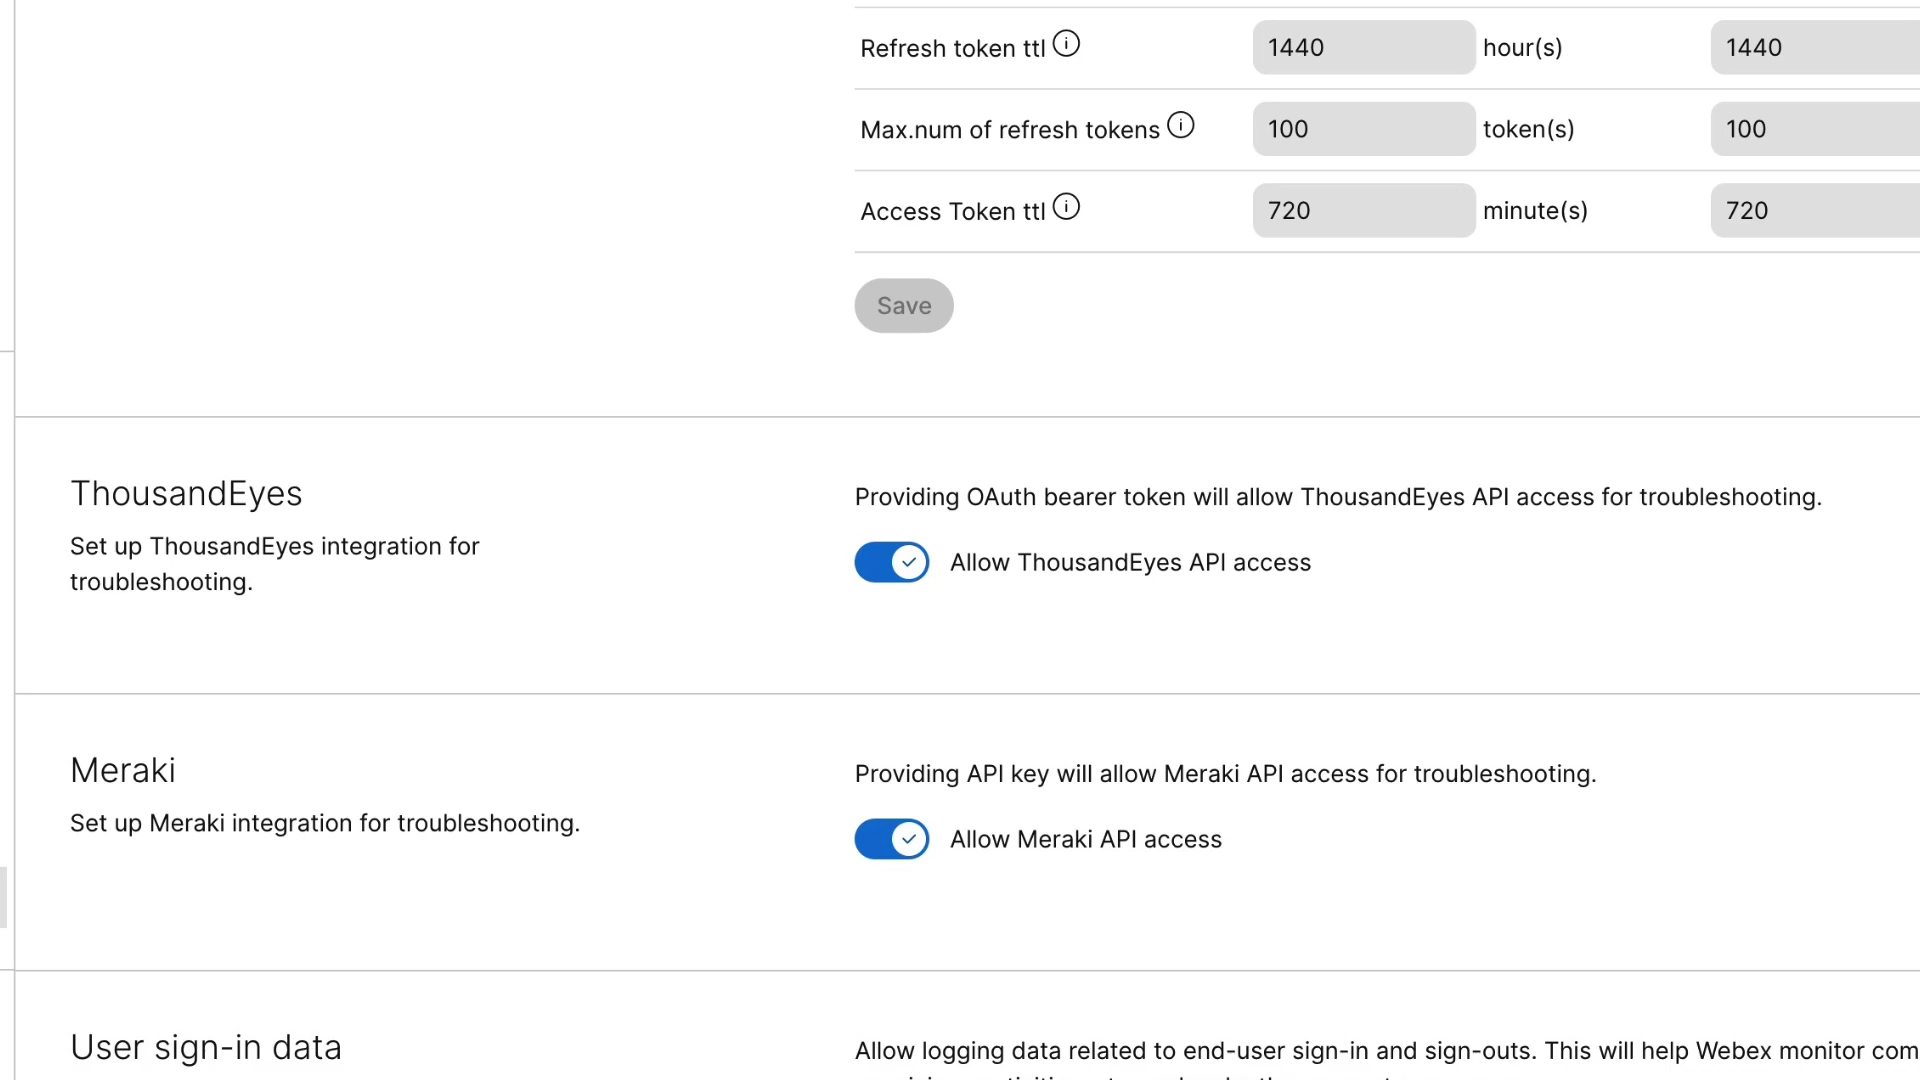 Refresh token ttl 1440 hour(s) 1440
Max.num of refresh tokens 100 token(s) 100
Access Token ttl 720 minute(s) 720
Save
ThousandEyes
Set up ThousandEyes integration for
troubleshooting.
Providing OAuth bearer token will allow ThousandEyes API access for troubleshooting.
Allow ThousandEyes API access
Meraki
Set up Meraki integration for troubleshooting.
Providing API key will allow Meraki API access for troubleshooting.
Allow Meraki API access
User sign-in data
Allow logging data related to end-user sign-in and sign-outs. This will help Webex monitor com